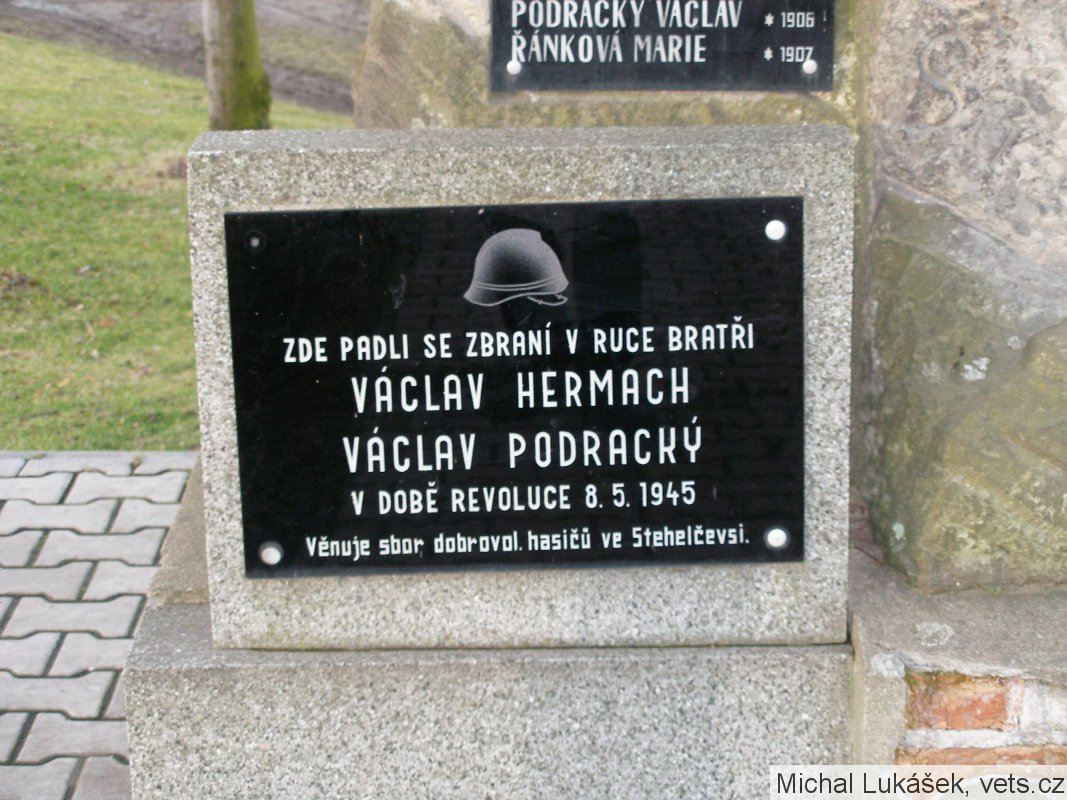 PODRACKÝ VÁCLAV * 1906
ŘÁNKOVÁ MARIE * 1907
ZDE PADLI SE ZBRANÍ V RUCE BRATŘI
VÁCLAV HERMACH
VÁCLAV PODRACKÝ
V DOBĚ REVOLUCE 8. 5. 1945
Věnuje sbor dobrovol. hasičů ve Stehelčevsi.
Michal Lukášek, vets.cz